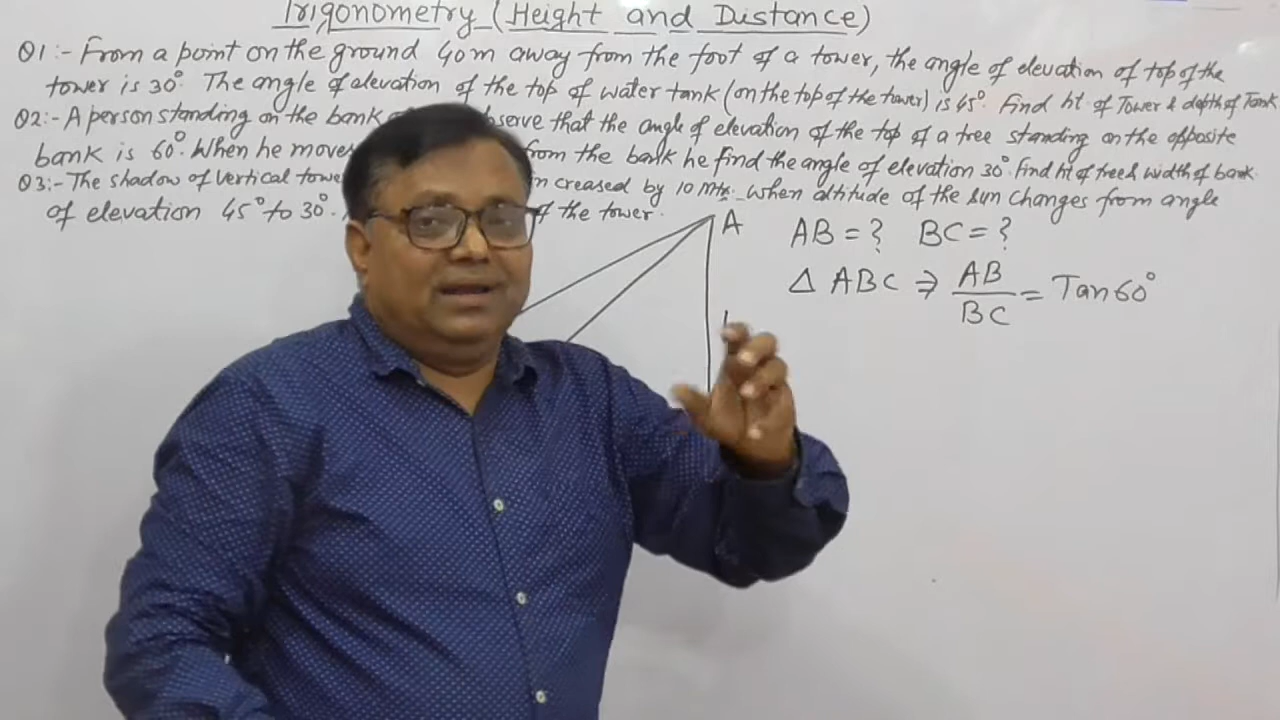 Trigonometry (Height and Distance)
Q1:- From a point on the ground 40m away from the foot of a tower, the angle of elevation of top of the
tower is 30°. The angle of elevation of the top of water tank (on the top of the tower) is 45°. Find ht of Tower & depth of Tank
Q2:- A person standing on the bank observe that the angle of elevation of the top of a tree standing on the opposite
bank is 60°. When he moves from the bank he find the angle of elevation 30°. Find ht of tree & width of bank.
Q3:- The shadow of vertical tower increased by 10 mtr. when altitude of the sun changes from angle
of elevation 45° to 30°. of the tower.
A AB = ? BC = ?
Δ ABC ⇒ AB/BC = Tan 60°